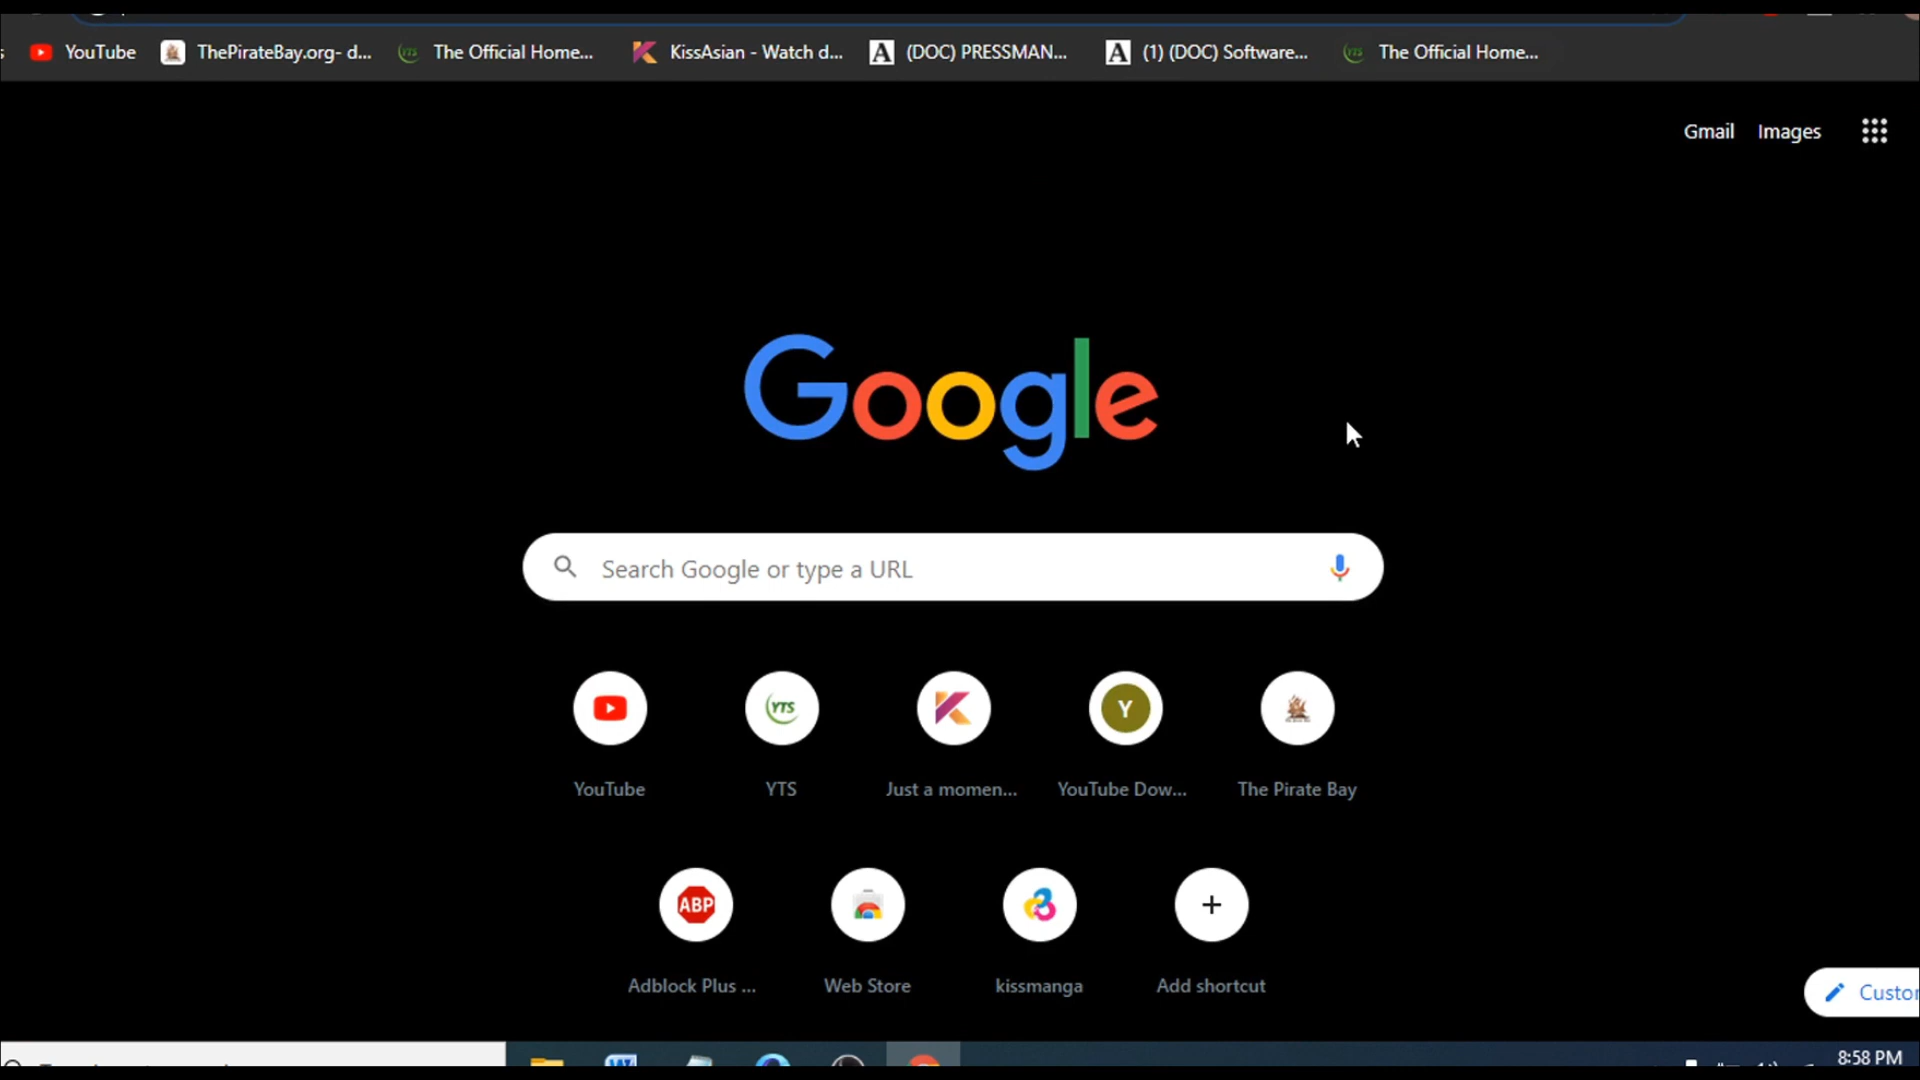 YouTube ThePirateBay.org- d... The Official Home... KissAsian - Watch d... (DOC) PRESSMAN... (1) (DOC) Software... The Official Home...
Gmail Images
Google
Search Google or type a URL
YTS Y
YouTube YTS Just a momen... YouTube Dow... The Pirate Bay
ABP
Adblock Plus ... Web Store kissmanga Add shortcut
Custo
8:58 PM